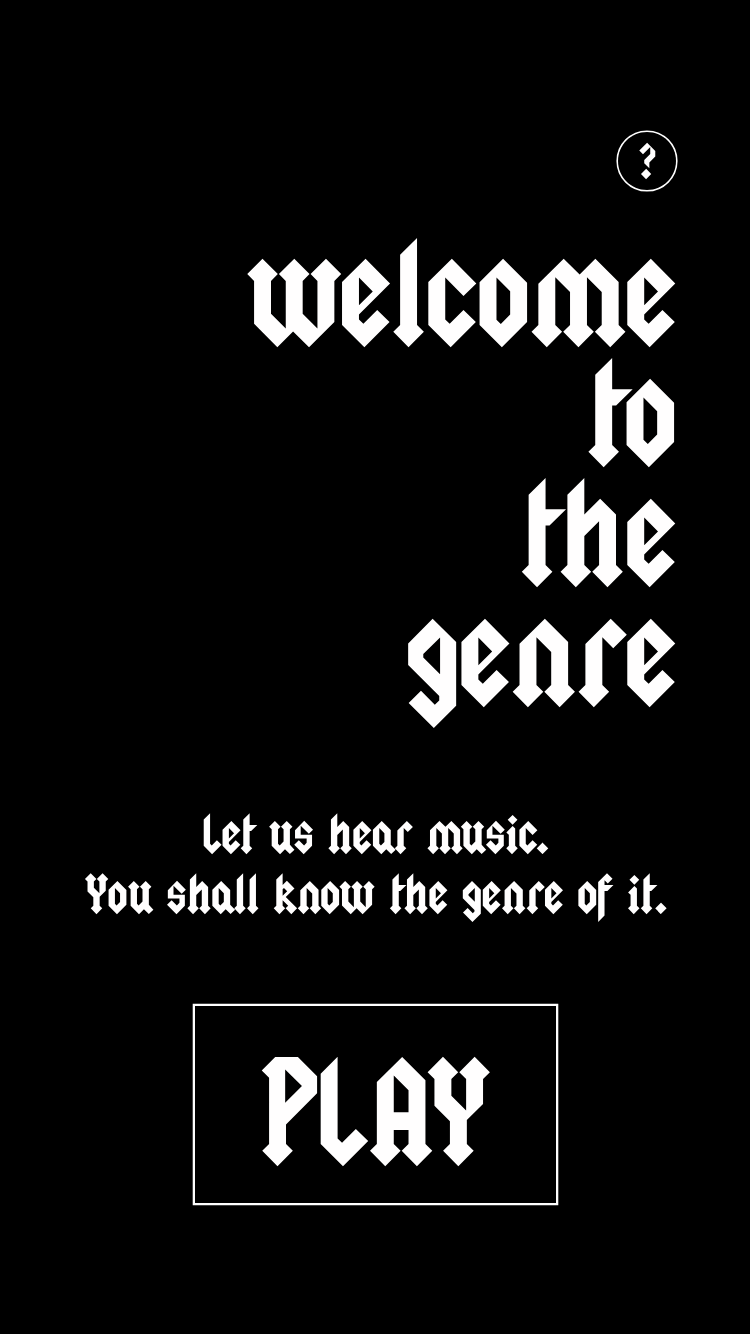 ?
welcome
to
the
genre
Let us hear music.
You shall know the genre of it.
PLAY